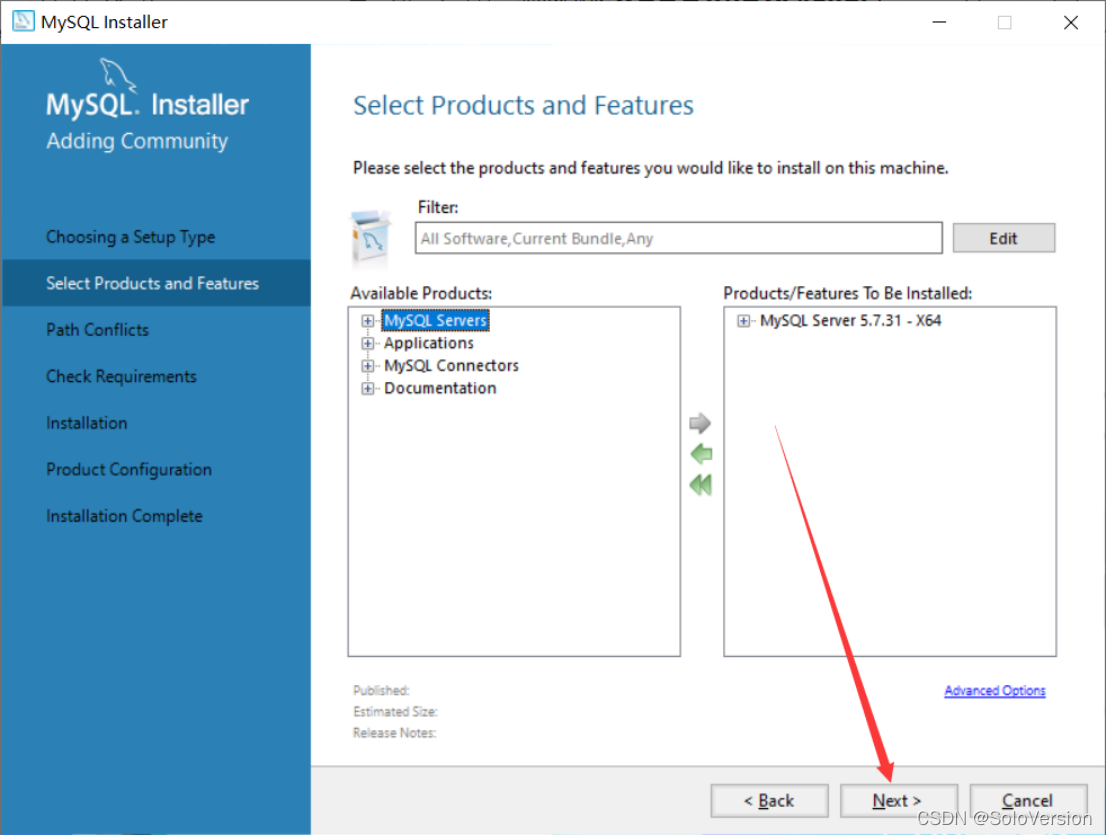 MySQL Installer
MySQL. Installer
Adding Community
Choosing a Setup Type
Select Products and Features
Path Conflicts
Check Requirements
Installation
Product Configuration
Installation Complete
Select Products and Features
Please select the products and features you would like to install on this machine.
Filter:
All Software,Current Bundle,Any
Edit
Available Products:
MySQL Servers
Applications
MySQL Connectors
Documentation
Products/Features To Be Installed:
MySQL Server 5.7.31 - X64
Published:
Estimated Size:
Release Notes:
Advanced Options
< Back
Next >
Cancel
CSDN @SoloVersion